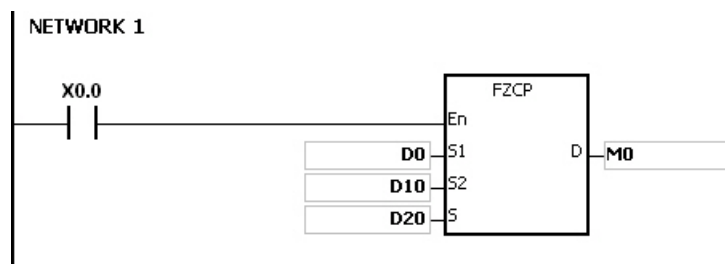 NETWORK 1
X0.0
FZCP
En
D0 S1 D M0
D10 S2
D20 S